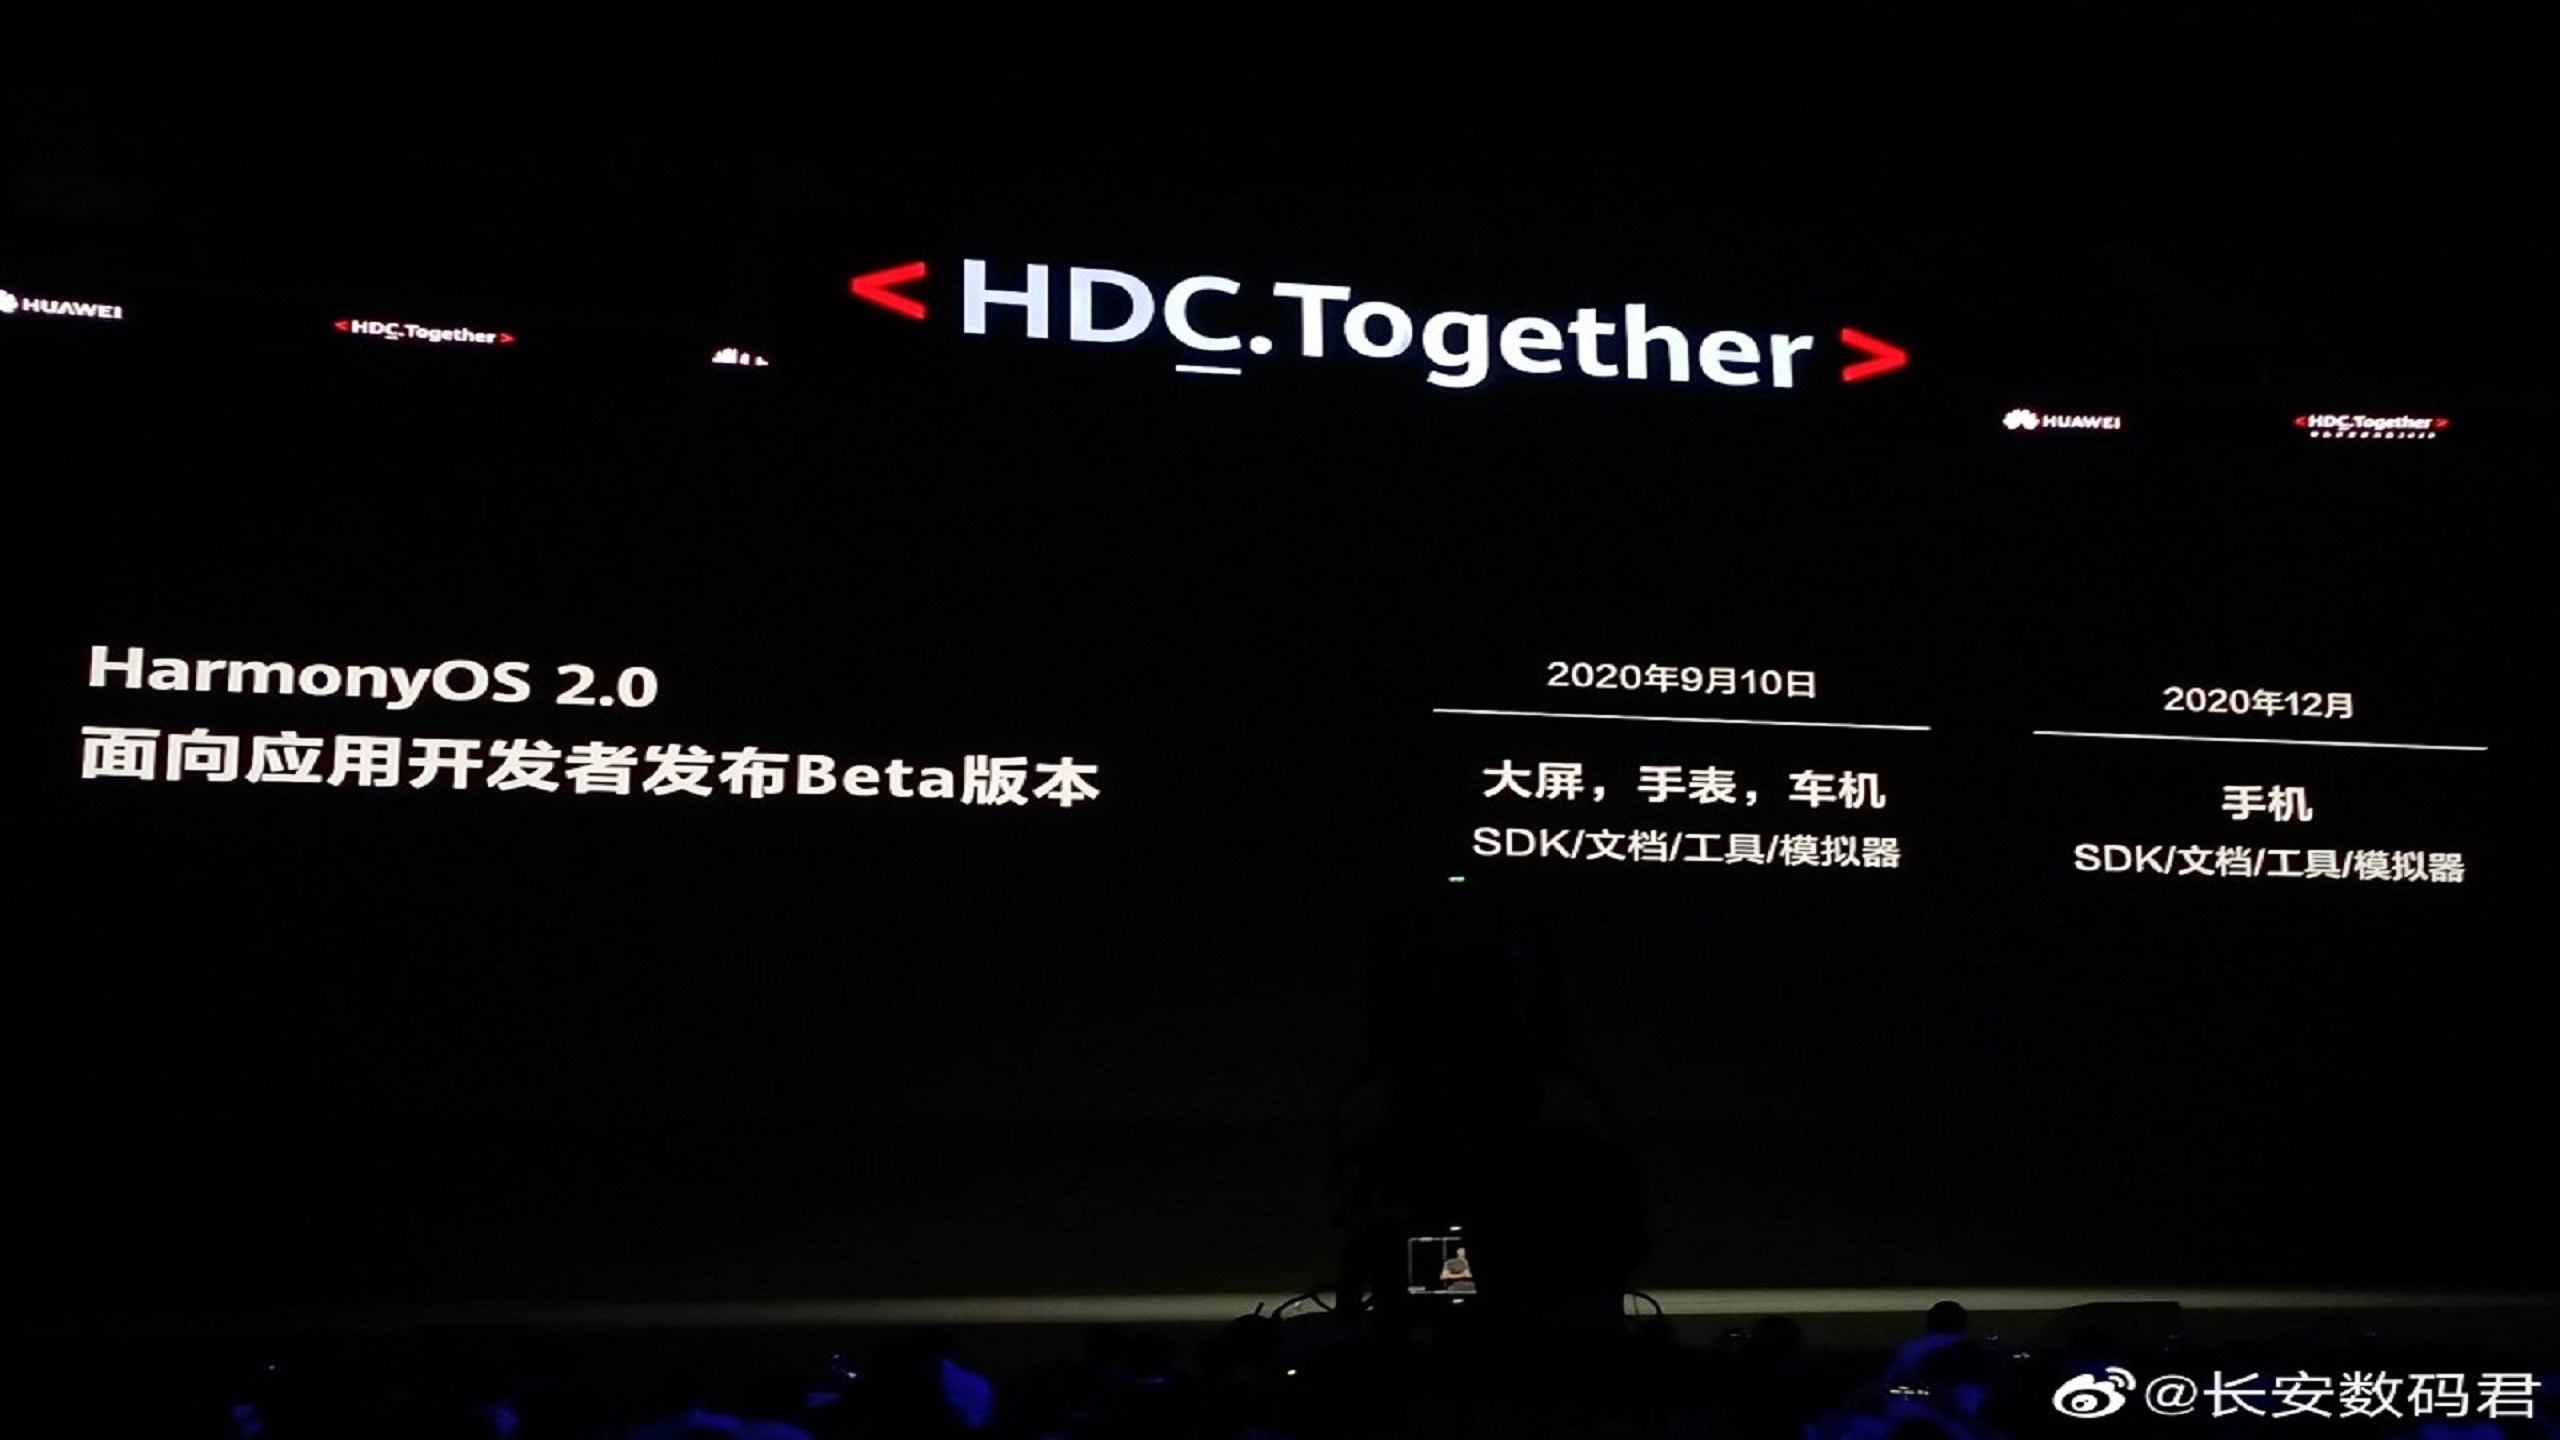 HUAWEI
<HDC.Together>
<HDC.Together>
HUAWEI
<HDC.Together>
HarmonyOS 2.0
面向应用开发者发布Beta版本
2020年9月10日
大屏，手表，车机
SDK/文档/工具/模拟器
2020年12月
手机
SDK/文档/工具/模拟器
@长安数码君